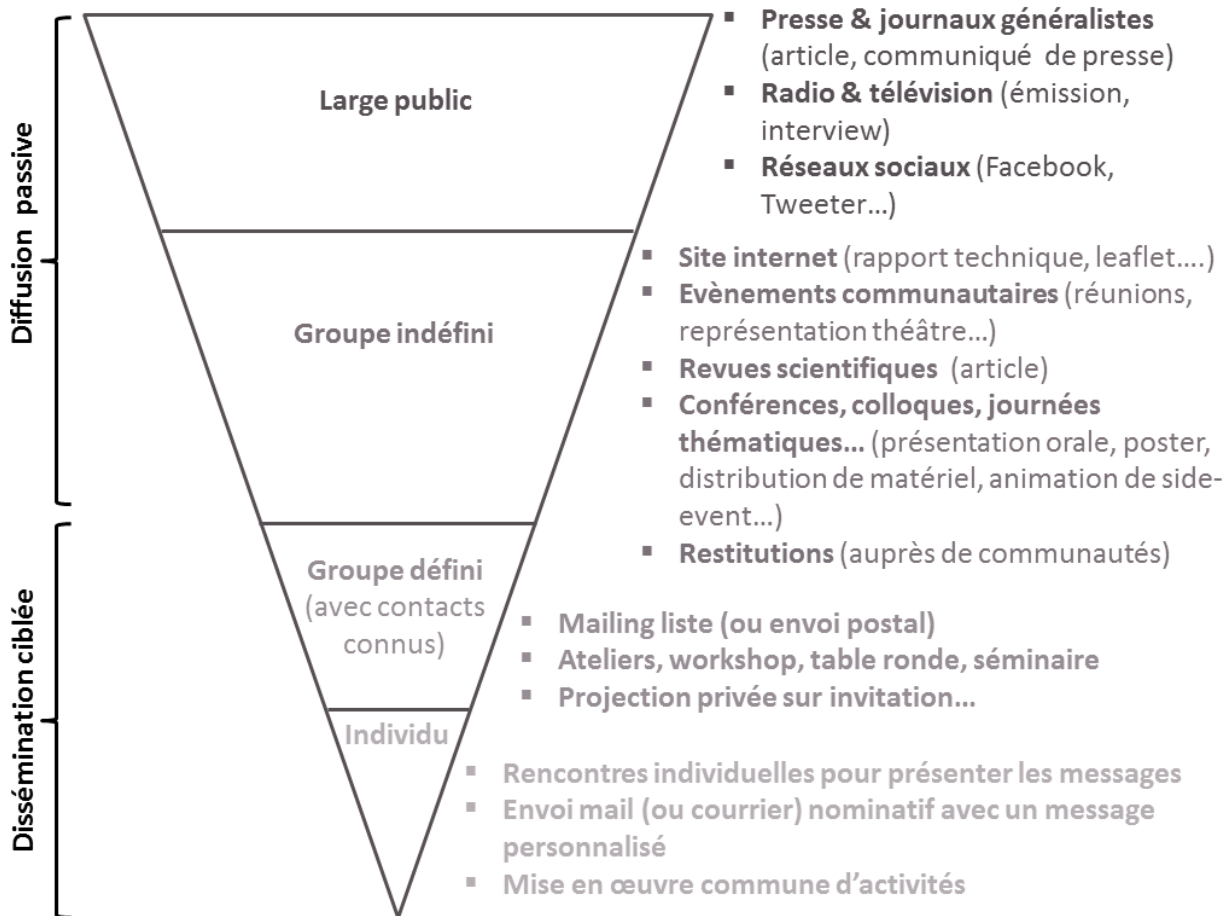 Diffusion passive
Large public
▪ Presse & journaux généralistes
(article, communiqué de presse)
▪ Radio & télévision (émission,
interview)
▪ Réseaux sociaux (Facebook,
Tweeter...)
Groupe indéfini
▪ Site internet (rapport technique, leaflet....)
▪ Evènements communautaires (réunions,
représentation théâtre...)
▪ Revues scientifiques (article)
▪ Conférences, colloques, journées
thématiques... (présentation orale, poster,
distribution de matériel, animation de side-
event...)
▪ Restitutions (auprès de communautés)
Dissémination ciblée
Groupe défini
(avec contacts
connus)
▪ Mailing liste (ou envoi postal)
▪ Ateliers, workshop, table ronde, séminaire
▪ Projection privée sur invitation...
Individu
▪ Rencontres individuelles pour présenter les messages
▪ Envoi mail (ou courrier) nominatif avec un message
personnalisé
▪ Mise en œuvre commune d'activités